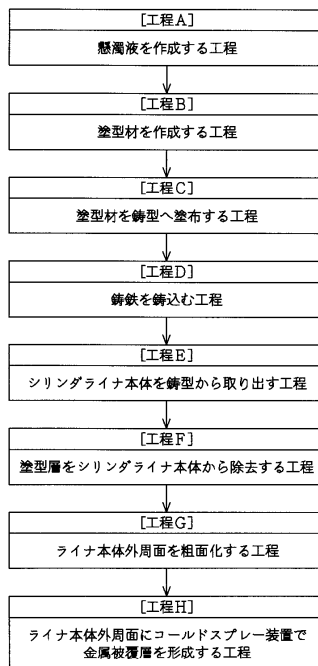 [工程A]
懸濁液を作成する工程
[工程B]
塗型材を作成する工程
[工程C]
塗型材を鋳型へ塗布する工程
[工程D]
鋳鉄を鋳込む工程
[工程E]
シリンダライナ本体を鋳型から取り出す工程
[工程F]
塗型層をシリンダライナ本体から除去する工程
[工程G]
ライナ本体外周面を粗面化する工程
[工程H]
ライナ本体外周面にコールドスプレー装置で
金属被覆層を形成する工程